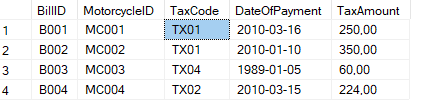 BillID MotorcycleID TaxCode DateOfPayment TaxAmount
1 B001 MC001 TX01 2010-03-16 250,00
2 B002 MC002 TX01 2010-01-10 350,00
3 B003 MC003 TX04 1989-01-05 60,00
4 B004 MC004 TX02 2010-03-15 224,00